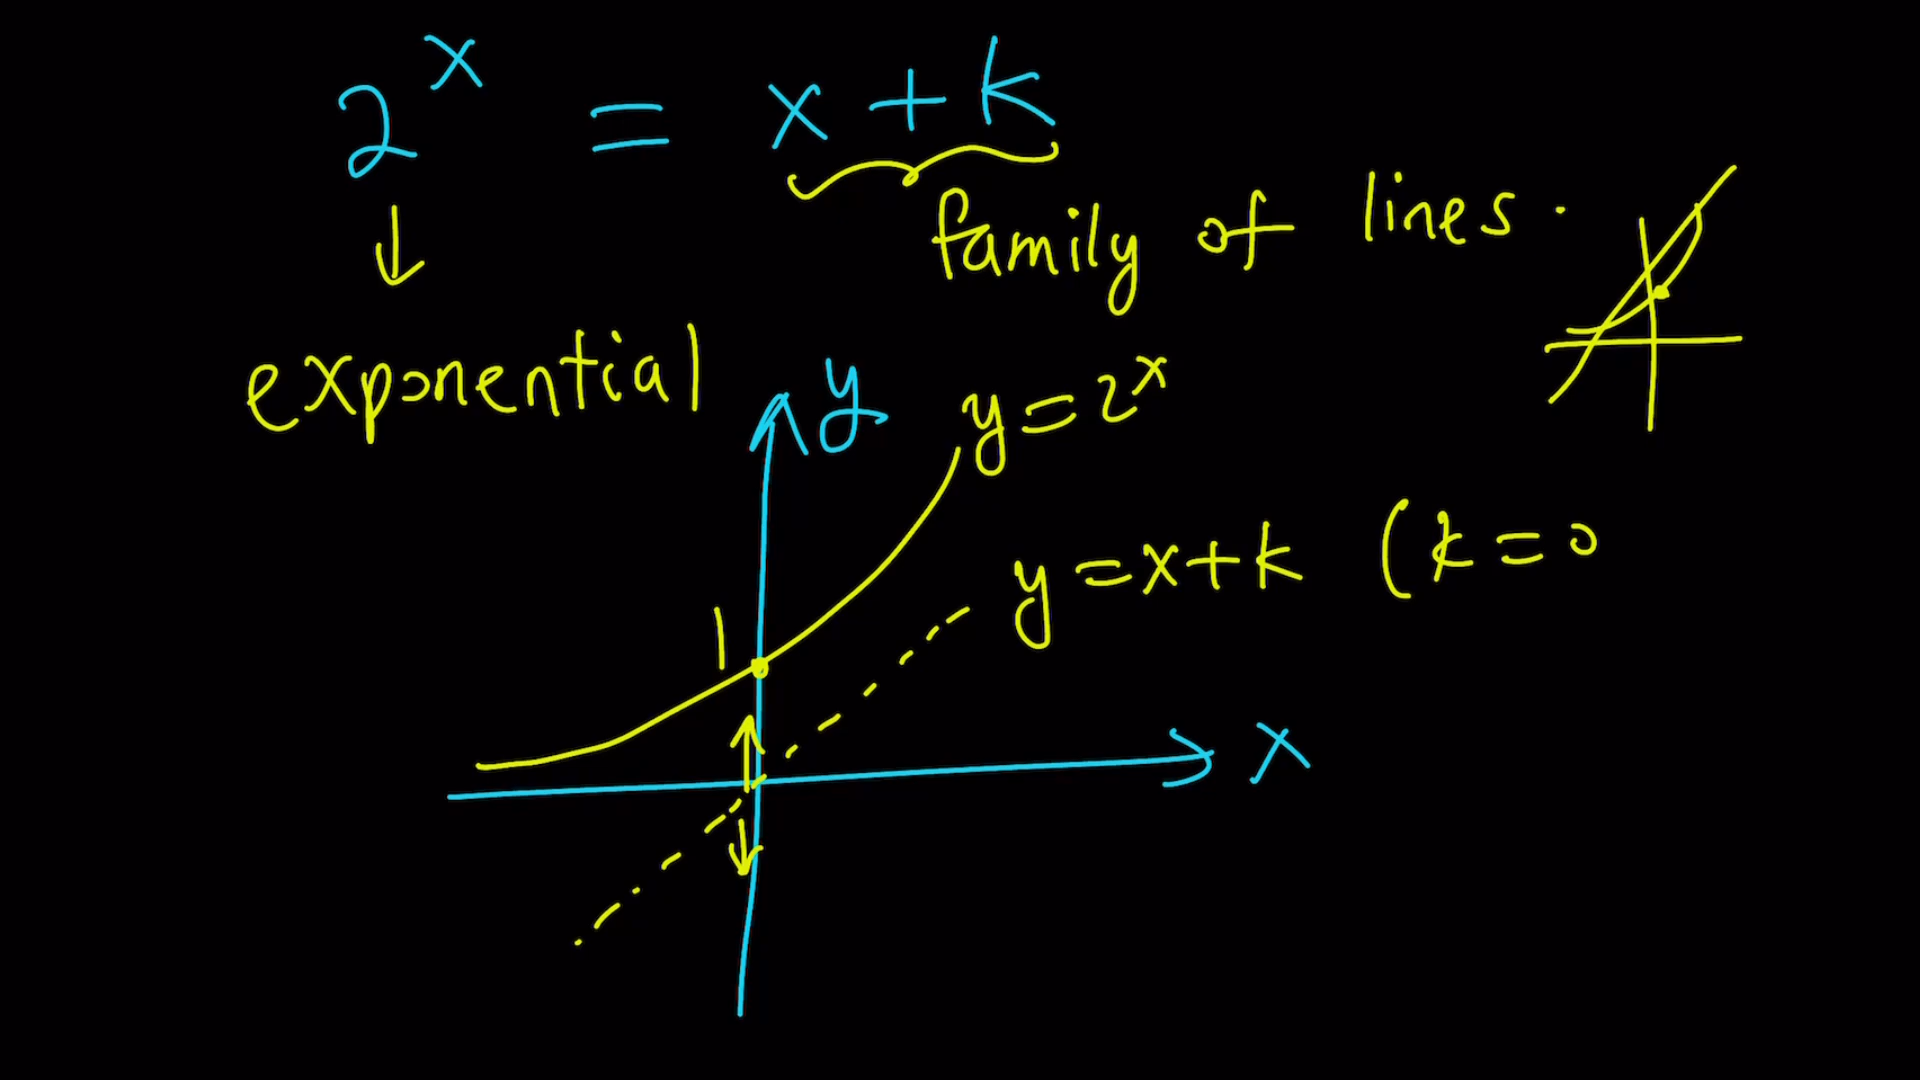 2^x = x + k
family of lines.
exponential
y
y = 2^x
y = x + k (k = 0
1
x